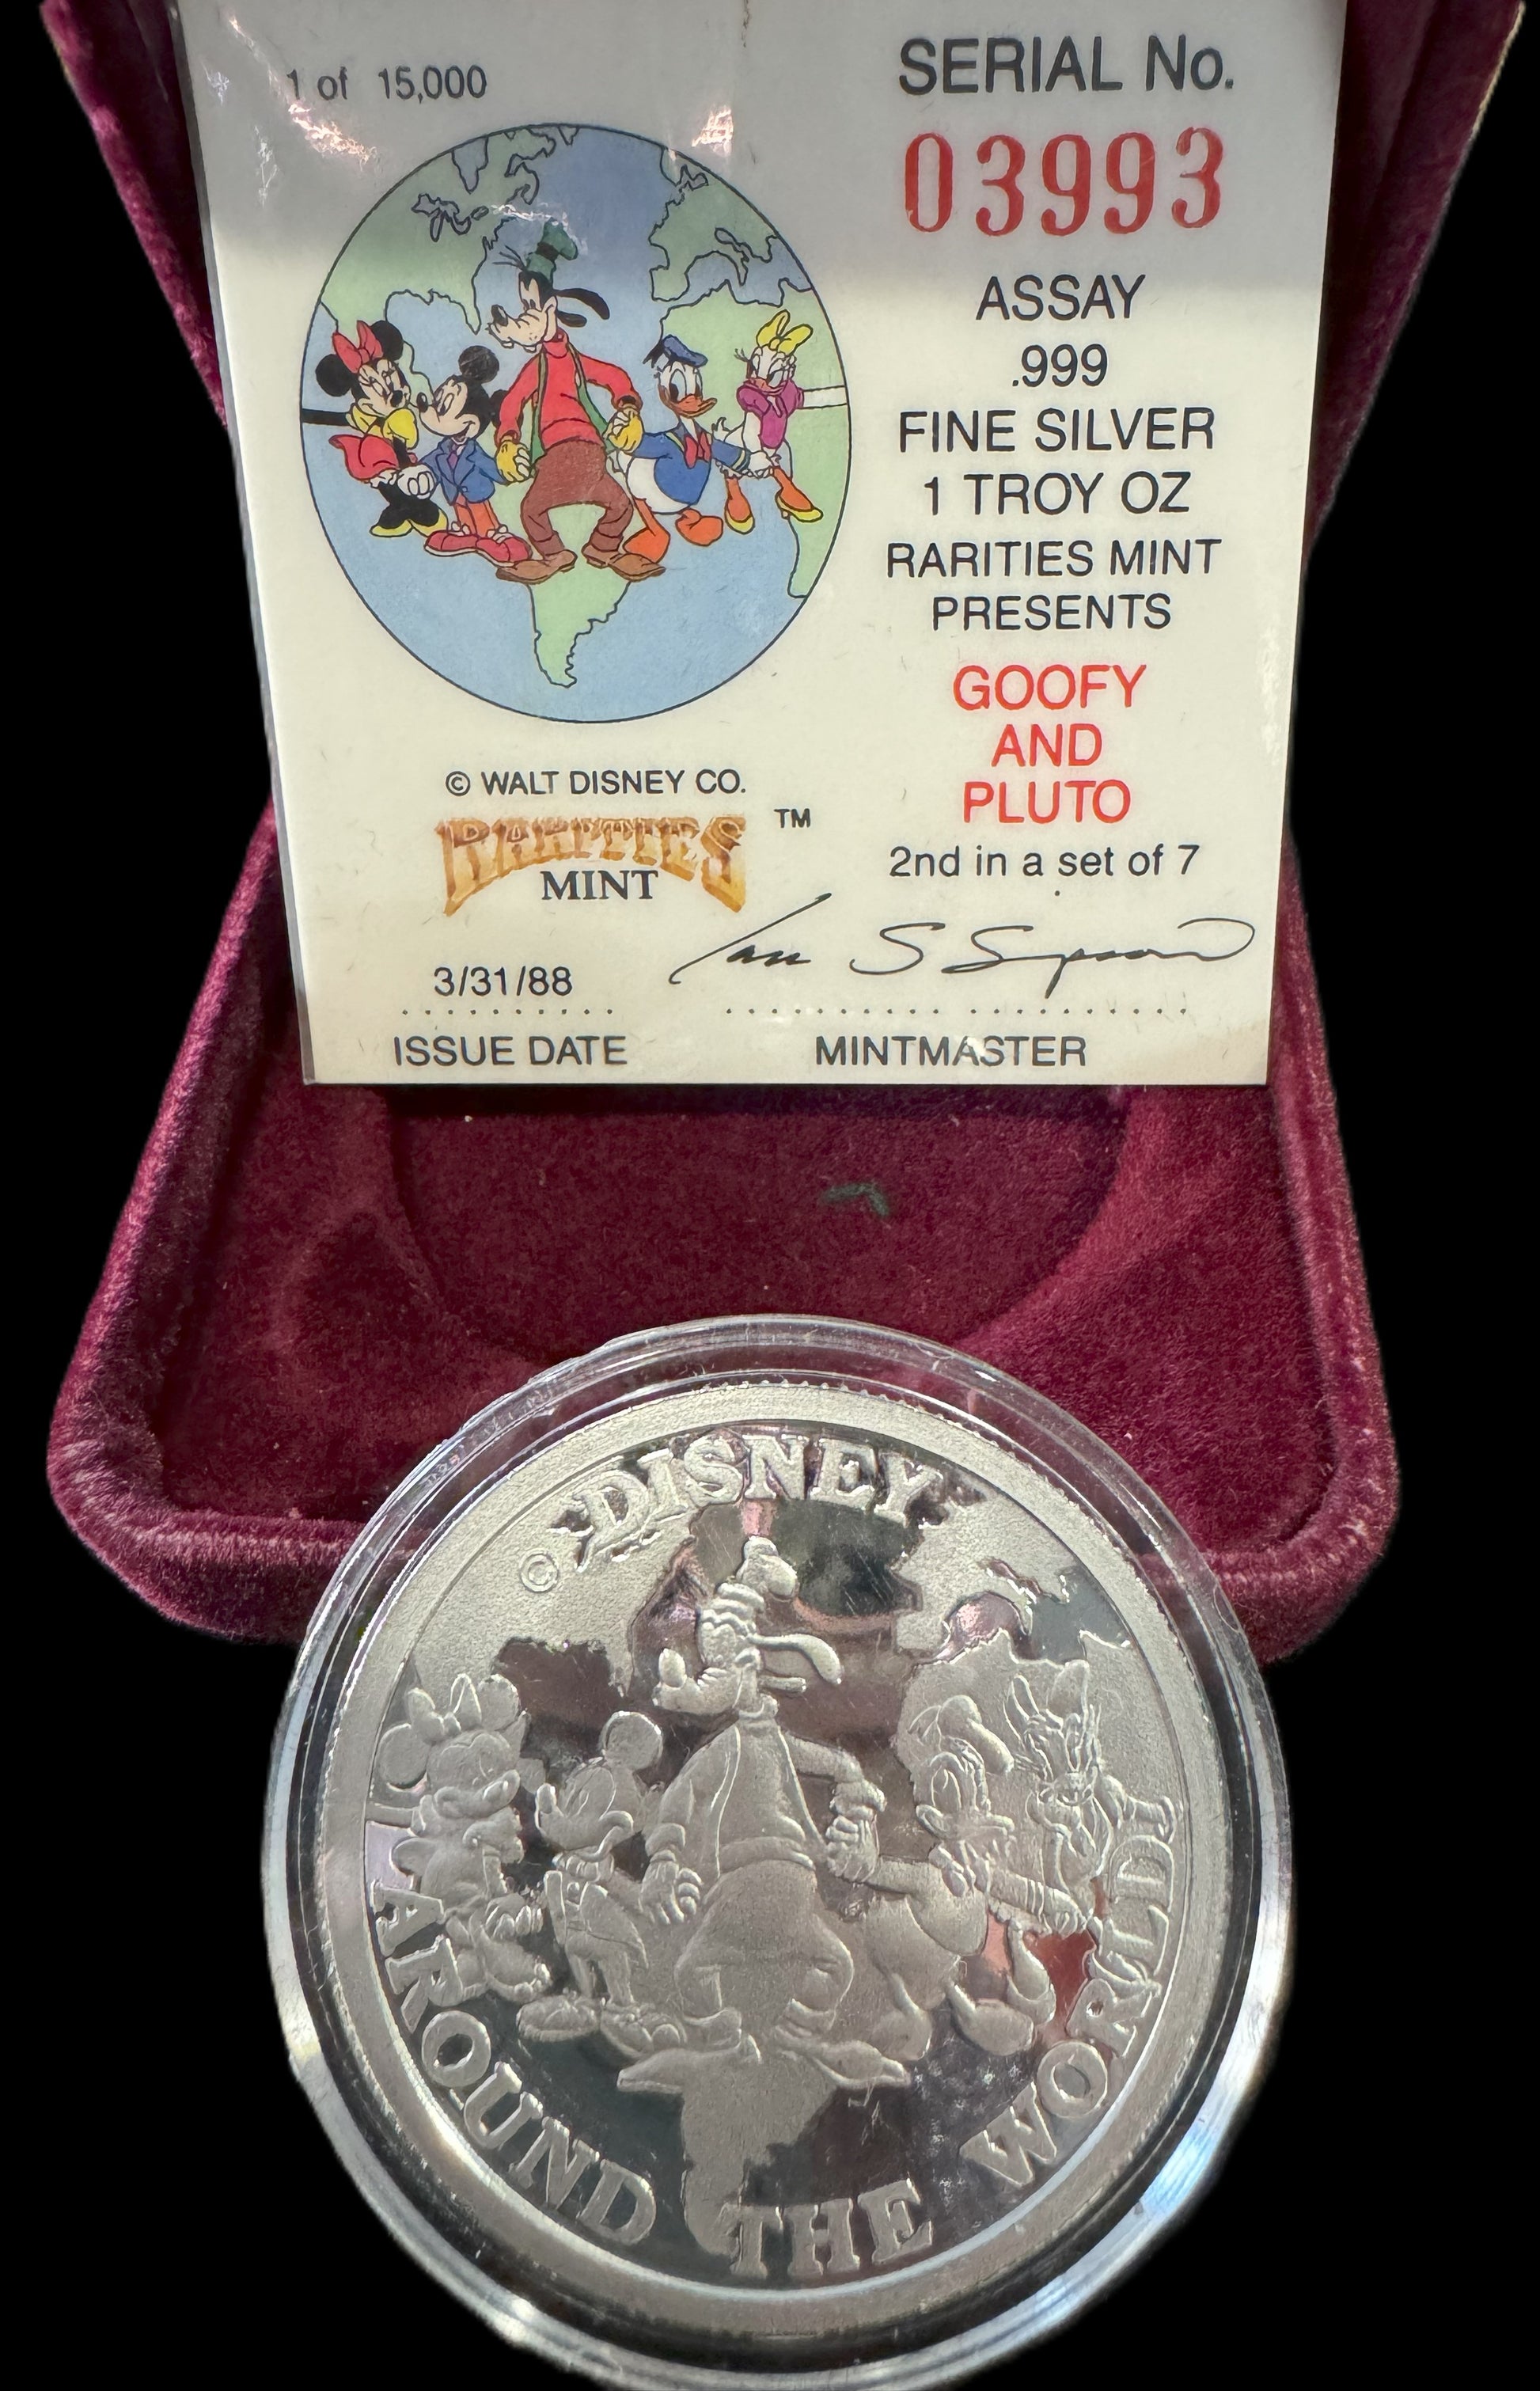 1 of 15,000
SERIAL No.
03993
ASSAY
.999
FINE SILVER
1 TROY OZ
RARITIES MINT
PRESENTS
GOOFY
AND
PLUTO
2nd in a set of 7
© WALT DISNEY CO.
RARITIES ™
MINT
3/31/88
ISSUE DATE
MINTMASTER
© DISNEY
AROUND THE WORLD